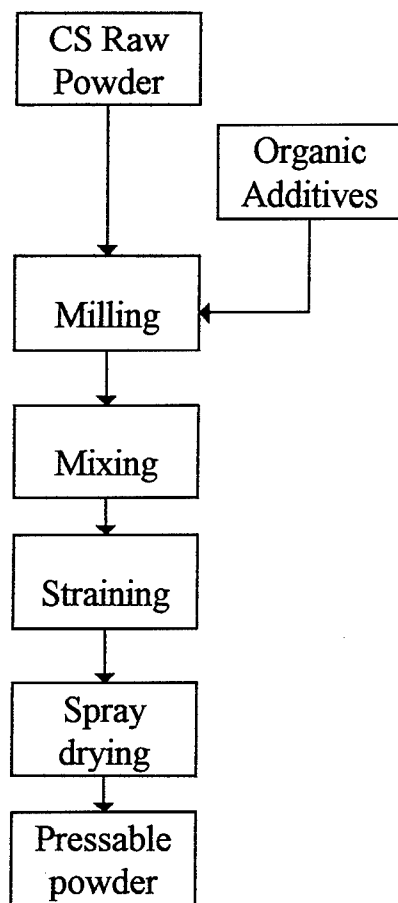 CS Raw
Powder
Organic
Additives
Milling
Mixing
Straining
Spray
drying
Pressable
powder